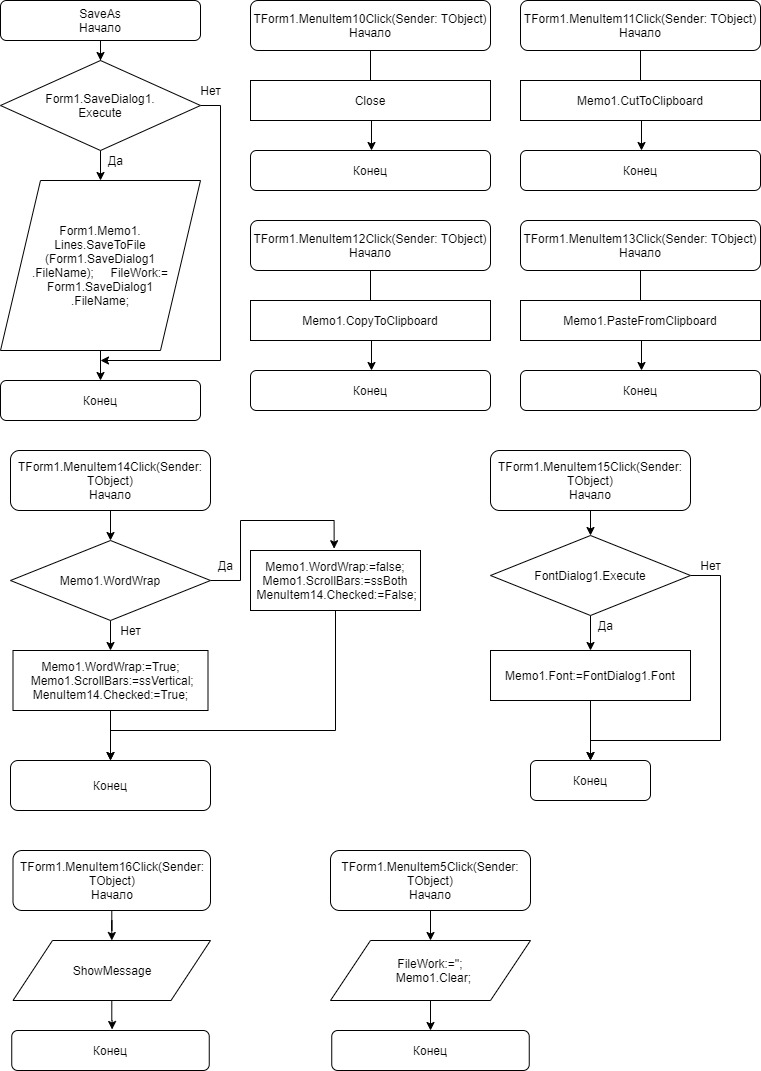 SaveAs
Начало
Form1.SaveDialog1.
Execute
Нет
Да
Form1.Memo1.
Lines.SaveToFile
(Form1.SaveDialog1
.FileName); FileWork:=
Form1.SaveDialog1
.FileName;
Конец
TForm1.MenuItem10Click(Sender: TObject)
Начало
Close
Конец
TForm1.MenuItem11Click(Sender: TObject)
Начало
Memo1.CutToClipboard
Конец
TForm1.MenuItem12Click(Sender: TObject)
Начало
Memo1.CopyToClipboard
Конец
TForm1.MenuItem13Click(Sender: TObject)
Начало
Memo1.PasteFromClipboard
Конец
TForm1.MenuItem14Click(Sender:
TObject)
Начало
Memo1.WordWrap
Да
Memo1.WordWrap:=false;
Memo1.ScrollBars:=ssBoth
MenuItem14.Checked:=False;
Нет
Memo1.WordWrap:=True;
Memo1.ScrollBars:=ssVertical;
MenuItem14.Checked:=True;
Конец
TForm1.MenuItem15Click(Sender:
TObject)
Начало
FontDialog1.Execute
Нет
Да
Memo1.Font:=FontDialog1.Font
Конец
TForm1.MenuItem16Click(Sender:
TObject)
Начало
ShowMessage
Конец
TForm1.MenuItem5Click(Sender:
TObject)
Начало
FileWork:='';
Memo1.Clear;
Конец